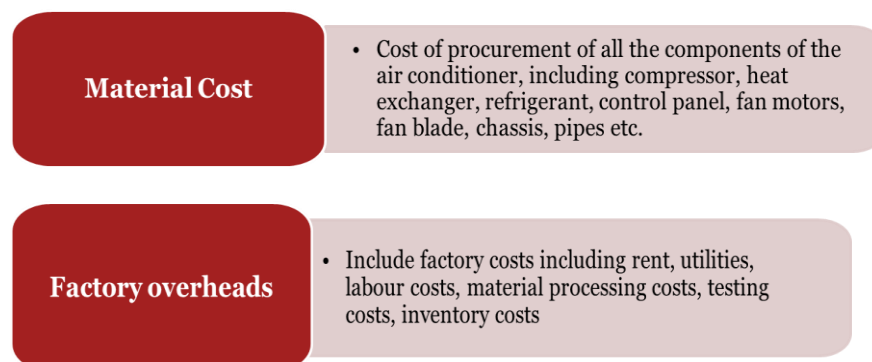 Material Cost
• Cost of procurement of all the components of the
air conditioner, including compressor, heat
exchanger, refrigerant, control panel, fan motors,
fan blade, chassis, pipes etc.
Factory overheads
• Include factory costs including rent, utilities,
labour costs, material processing costs, testing
costs, inventory costs